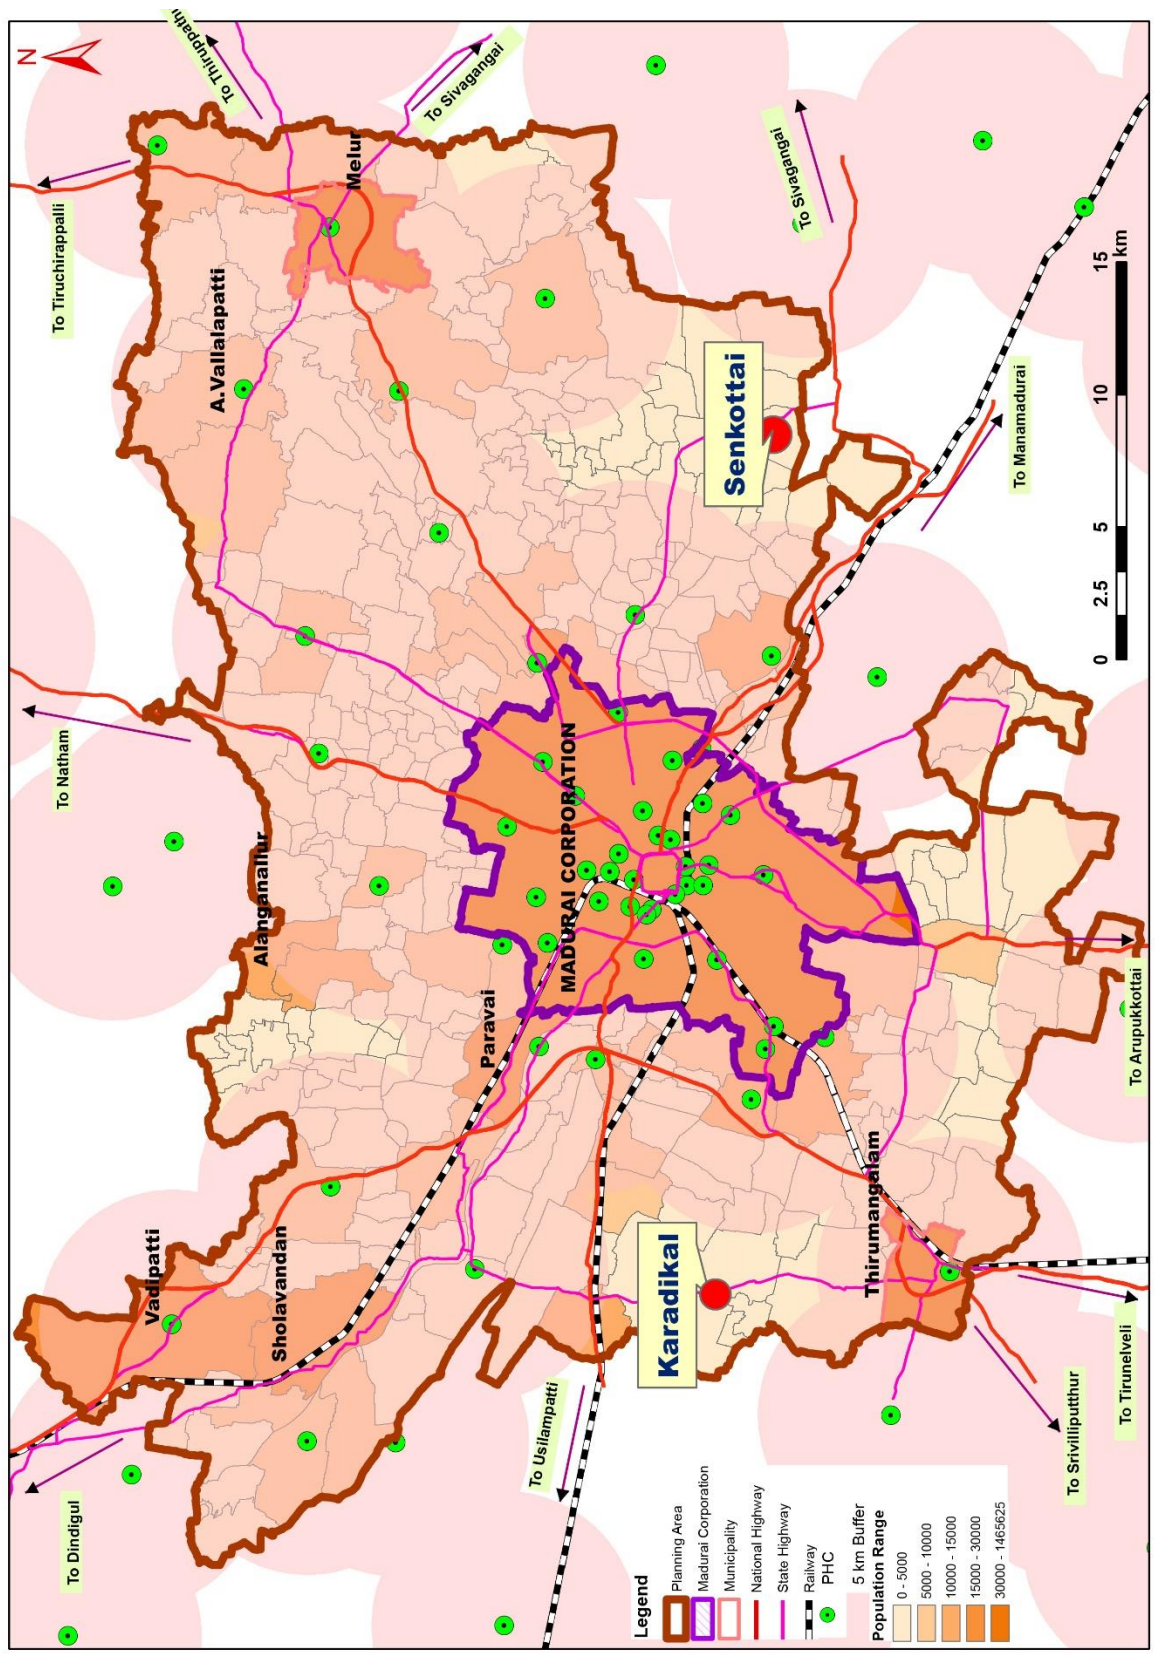 N
To Thiruppathur
To Sivagangai
To Tiruchirappalli
Melur
To Sivagangai
A.Vallalapatti
Senkottai
To Manamadurai
To Natham
MADURAI CORPORATION
Alanganallur
Paravai
To Arupukkottai
Vadipatti
Sholavandan
Thirumangalam
Karadikal
To Usilampatti
To Dindigul
To Srivilliputhur
To Tirunelveli
0 2.5 5 10 15
km
Legend
Planning Area
Madurai Corporation
Municipality
National Highway
State Highway
Railway
PHC
5 km Buffer
Population Range
0 - 5000
5000 - 10000
10000 - 15000
15000 - 30000
30000 - 1465625